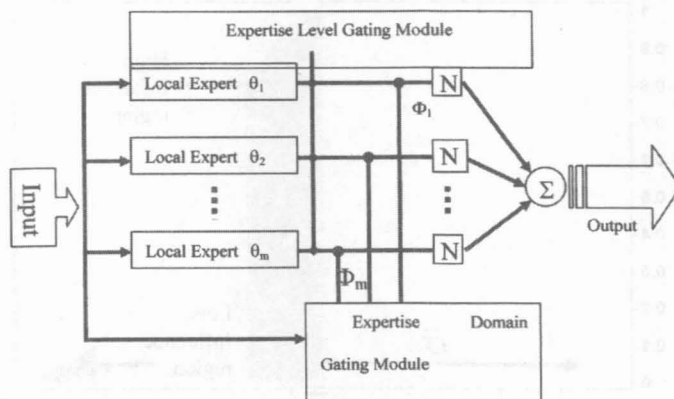 Expertise Level Gating Module
Local Expert θ₁
N
Φ₁
Local Expert θ₂
N
Input
Σ
Output
Local Expert θₘ
N
Φₘ
Expertise Domain
Gating Module